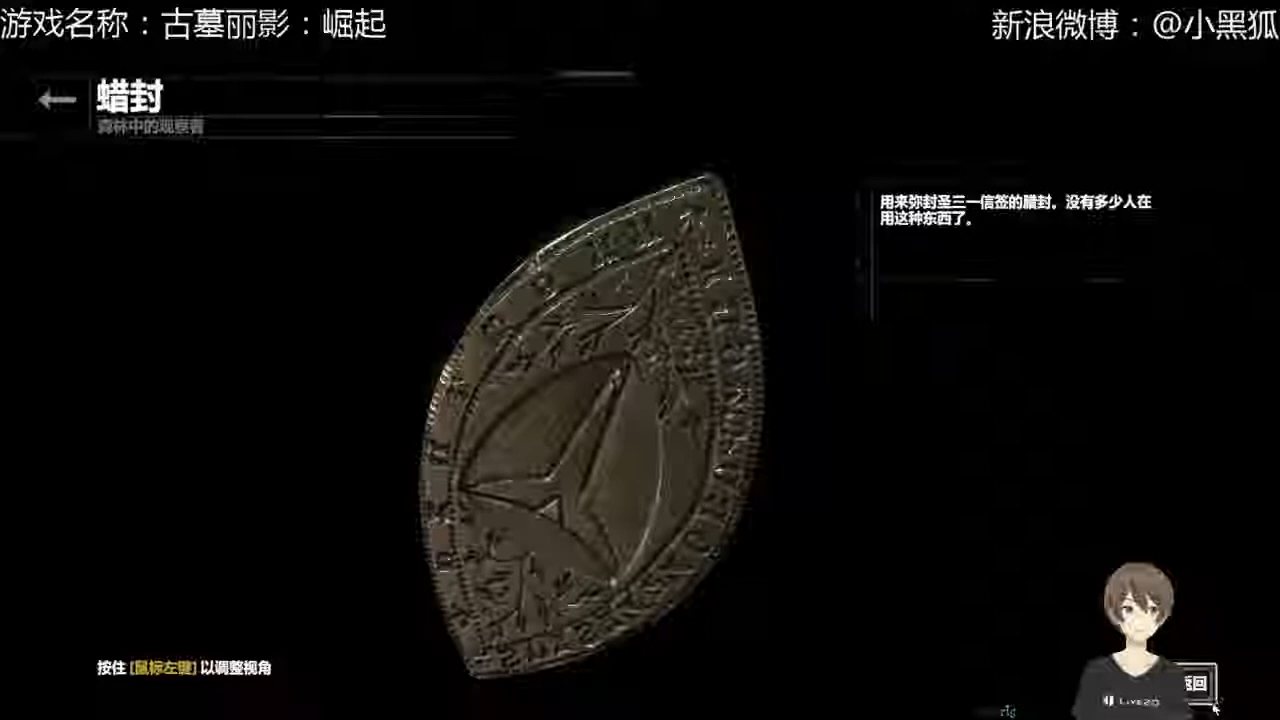 游戏名称：古墓丽影：崛起
新浪微博：@小黑狐
蜡封
森林中的观察者
用来弥封圣三一信签的腊封。没有多少人在
用这种东西了。
按住 [鼠标左键] 以调整视角
返回
LIVE2D